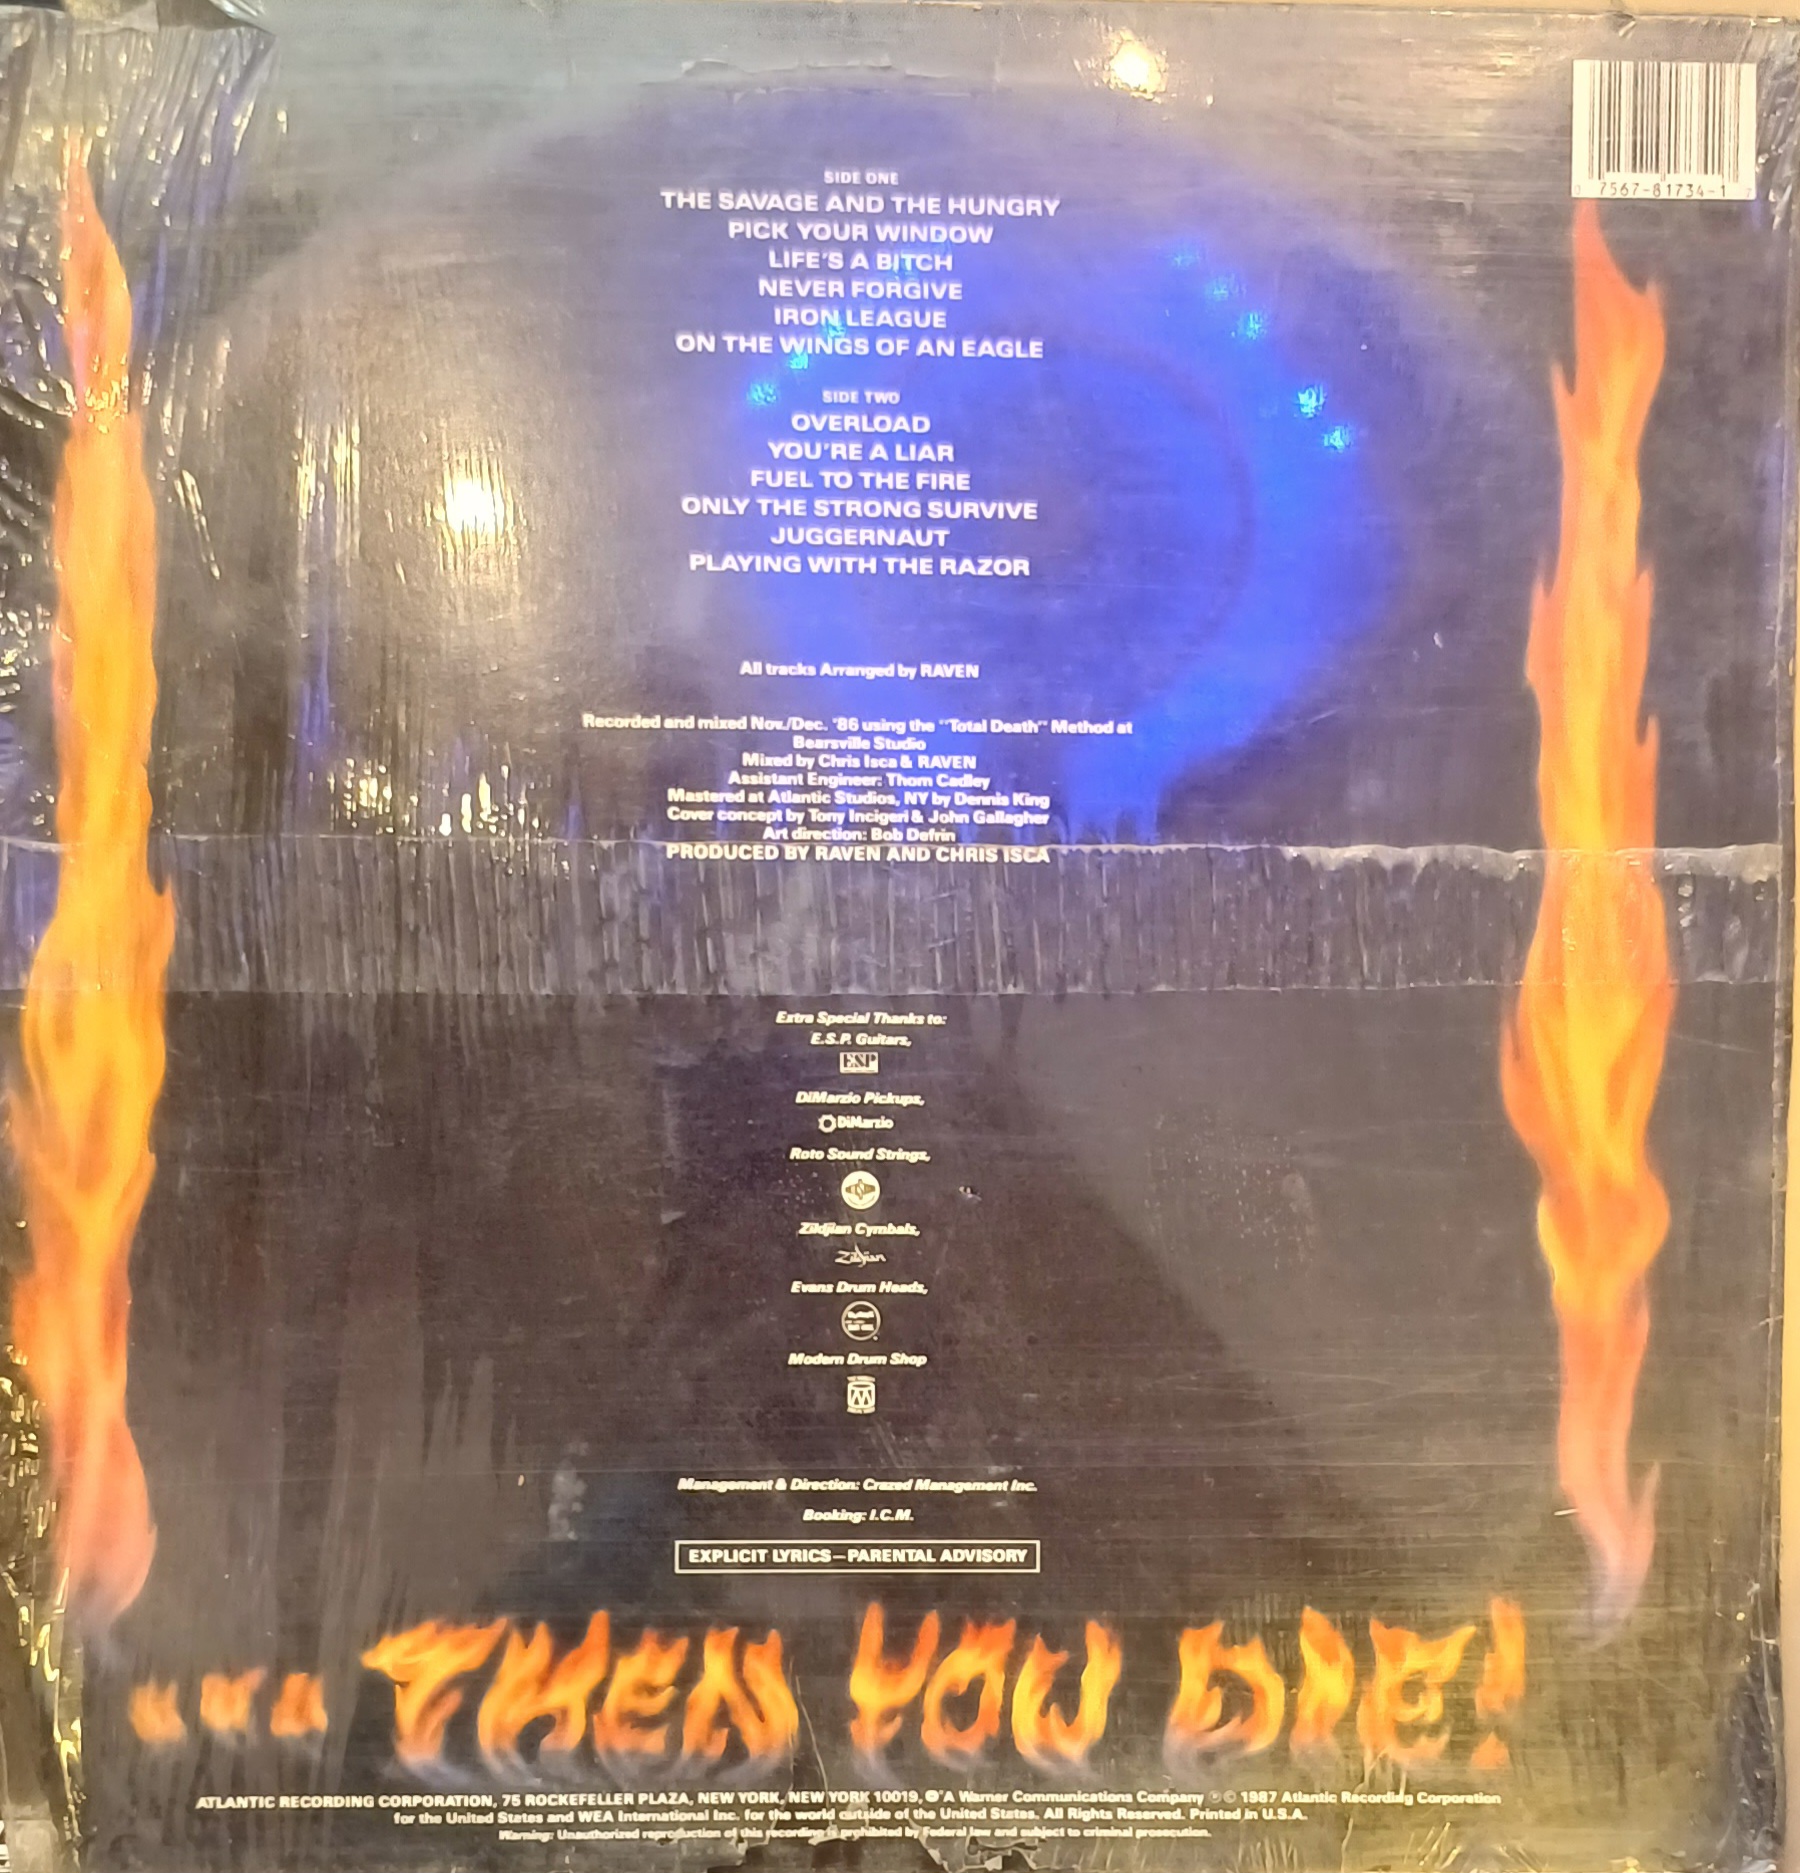 0 7567-81734-1 7
SIDE ONE
THE SAVAGE AND THE HUNGRY
PICK YOUR WINDOW
LIFE'S A BITCH
NEVER FORGIVE
IRON LEAGUE
ON THE WINGS OF AN EAGLE
SIDE TWO
OVERLOAD
YOU'RE A LIAR
FUEL TO THE FIRE
ONLY THE STRONG SURVIVE
JUGGERNAUT
PLAYING WITH THE RAZOR
All tracks Arranged by RAVEN
Recorded and mixed Nov./Dec. '86 using the "Total Death" Method at
Bearsville Studio
Mixed by Chris Isca & RAVEN
Assistant Engineer: Thom Cadley
Mastered at Atlantic Studios, NY by Dennis King
Cover concept by Tony Incigeri & John Gallagher
Art direction: Bob Defrin
PRODUCED BY RAVEN AND CHRIS ISCA
Extra Special Thanks to:
E.S.P. Guitars,
ESP
DiMarzio Pickups,
DiMarzio
Roto Sound Strings,
Zildjian Cymbals,
Zildjian
Evans Drum Heads,
Modern Drum Shop
Management & Direction: Crazed Management Inc.
Booking: I.C.M.
EXPLICIT LYRICS—PARENTAL ADVISORY
...THEN YOU DIE!
ATLANTIC RECORDING CORPORATION, 75 ROCKEFELLER PLAZA, NEW YORK, NEW YORK 10019, A Warner Communications Company ℗© 1987 Atlantic Recording Corporation
for the United States and WEA International Inc. for the world outside of the United States. All Rights Reserved. Printed in U.S.A.
Warning: Unauthorized reproduction of this recording is prohibited by Federal law and subject to criminal prosecution.